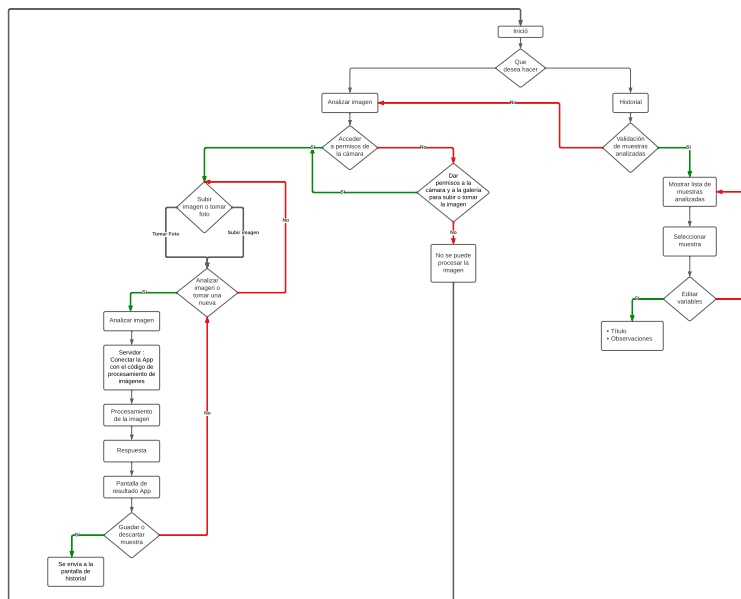 Inició
Que
desea hacer
Analizar imagen
No
Historial
Acceder
a permisos de
la cámara
Validación
de muestras
analizadas
Si
No
Si
Dar
permisos a la
cámara y a la galería
para subir o tomar
la imagen
Si
Mostrar lista de
muestras
analizadas
Subir
imagen o tomar
foto
No
Tomar Foto
Subir imagen
No
Seleccionar
muestra
No se puede
procesar la
imagen
Analizar
imagen o
tomar una
nueva
Si
Editar
variables
Si
Analizar imagen
• Título
• Observaciones
Servidor :
Conectar la App
con el código de
procesamiento de
imágenes
Procesamiento
de la imagen
No
Respuesta
Pantalla de
resultado App
Guadar o
descartar
muestra
Si
Se envía a la
pantalla de
historial